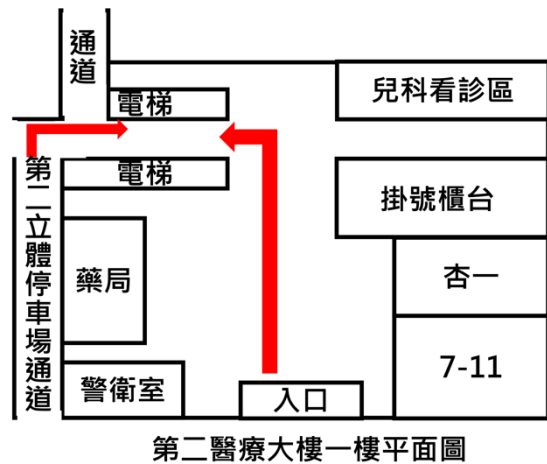 通道
電梯
兒科看診區
電梯
第二立體停車場通道
掛號櫃台
藥局
杏一
7-11
警衛室
入口
第二醫療大樓一樓平面圖